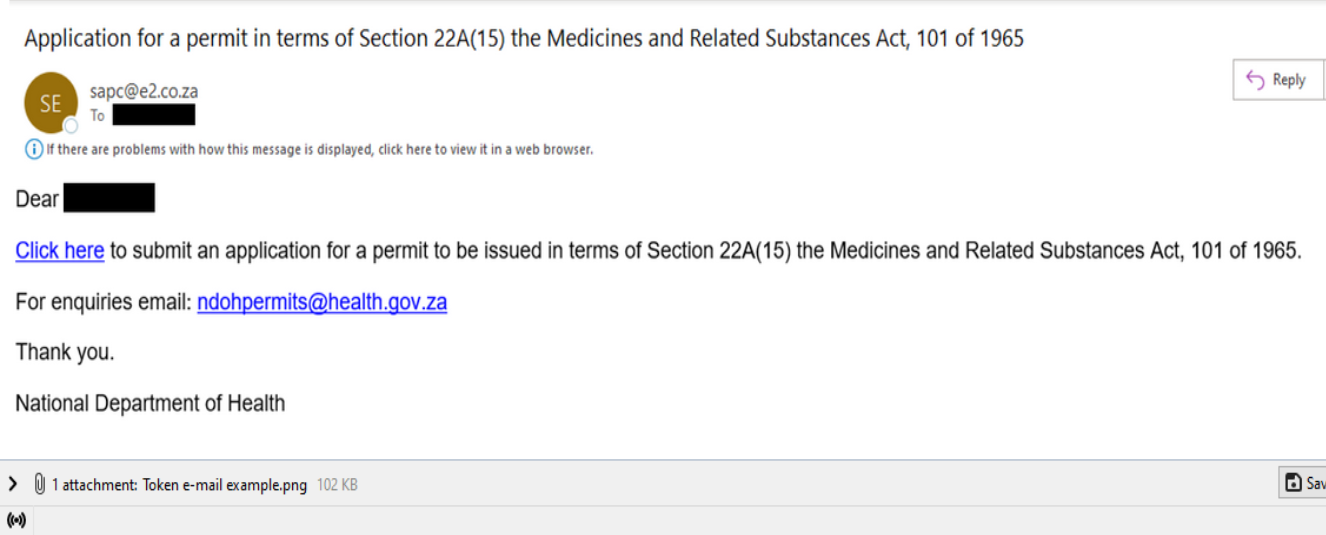 Application for a permit in terms of Section 22A(15) the Medicines and Related Substances Act, 101 of 1965
Reply
SE
sapc@e2.co.za
To
If there are problems with how this message is displayed, click here to view it in a web browser.
Dear
Click here to submit an application for a permit to be issued in terms of Section 22A(15) the Medicines and Related Substances Act, 101 of 1965.
For enquiries email: ndohpermits@health.gov.za
Thank you.
National Department of Health
1 attachment: Token e-mail example.png 102 KB
Sav